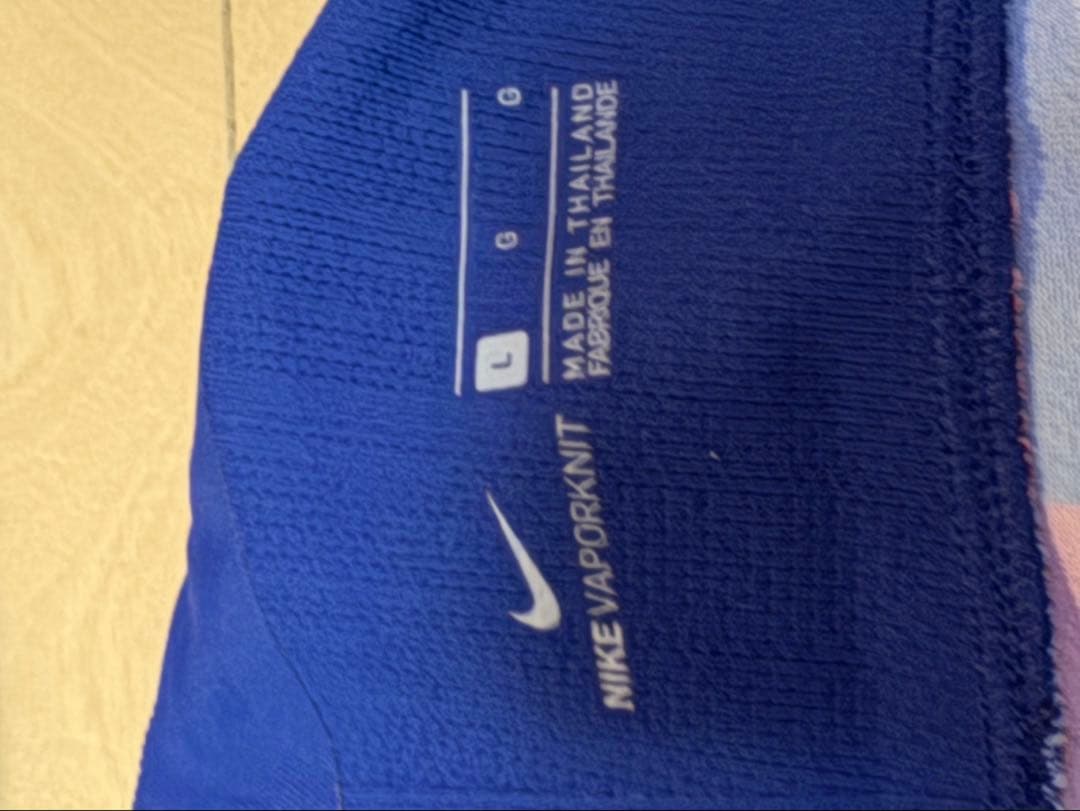 NIKE VAPORKNIT
L G G
MADE IN THAILAND
FABRIQUE EN THAILANDE